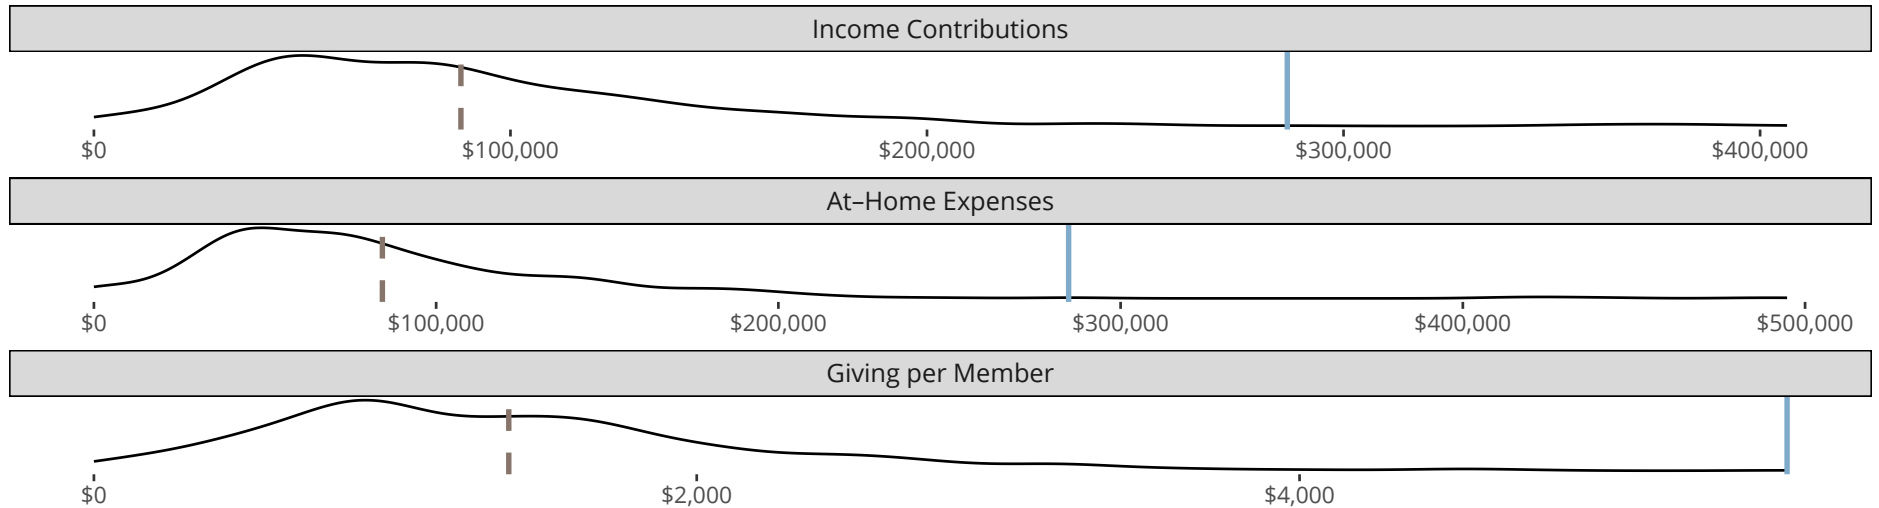 Income Contributions
$0 $100,000 $200,000 $300,000 $400,000
At–Home Expenses
$0 $100,000 $200,000 $300,000 $400,000 $500,000
Giving per Member
$0 $2,000 $4,000